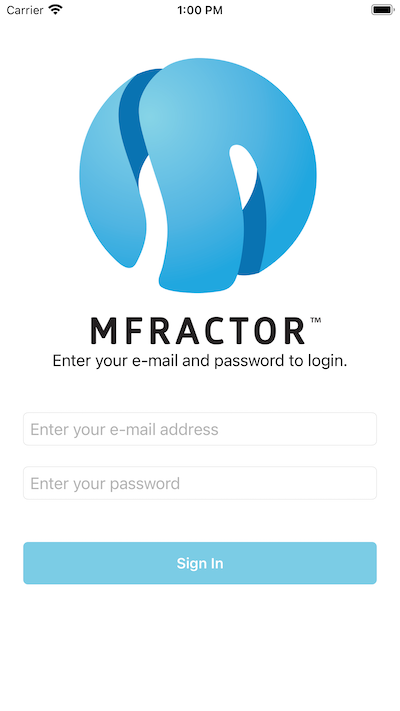 Carrier 1:00 PM
MFRACTOR™
Enter your e-mail and password to login.
Enter your e-mail address
Enter your password
Sign In